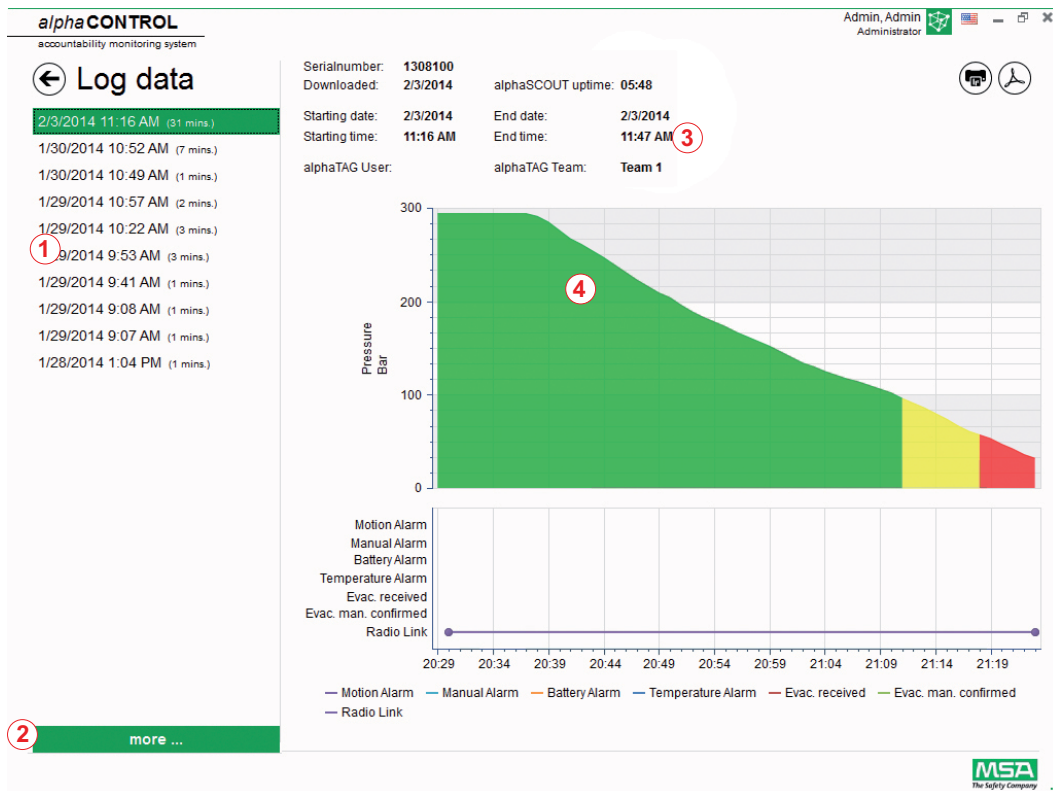 alphaCONTROL
accountability monitoring system
Admin, Admin
Administrator
Log data
2/3/2014 11:16 AM (31 mins.)
1/30/2014 10:52 AM (7 mins.)
1/30/2014 10:49 AM (1 mins.)
1/29/2014 10:57 AM (2 mins.)
1/29/2014 10:22 AM (3 mins.)
1
9/2014 9:53 AM (3 mins.)
1/29/2014 9:41 AM (1 mins.)
1/29/2014 9:08 AM (1 mins.)
1/29/2014 9:07 AM (1 mins.)
1/28/2014 1:04 PM (1 mins.)
2
more ...
Serialnumber: 1308100
Downloaded: 2/3/2014 alphaSCOUT uptime: 05:48
Starting date: 2/3/2014 End date: 2/3/2014
Starting time: 11:16 AM End time: 11:47 AM 3
alphaTAG User: alphaTAG Team: Team 1
300
200
100
0
Pressure
Bar
4
Motion Alarm
Manual Alarm
Battery Alarm
Temperature Alarm
Evac. received
Evac. man. confirmed
Radio Link
20:29 20:34 20:39 20:44 20:49 20:54 20:59 21:04 21:09 21:14 21:19
Motion Alarm Manual Alarm Battery Alarm Temperature Alarm Evac. received Evac. man. confirmed
Radio Link
MSA
The Safety Company